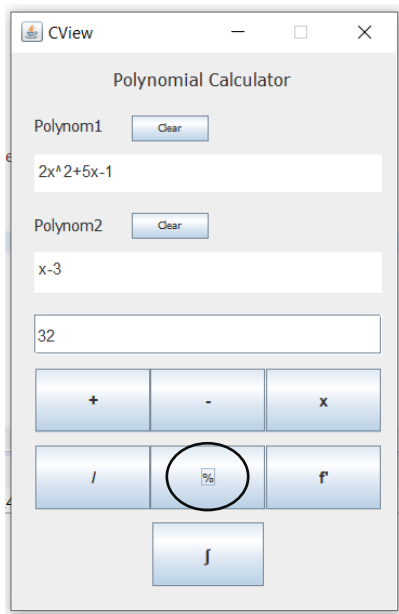 CView
Polynomial Calculator
Polynom1 Clear
2x^2+5x-1
Polynom2 Clear
x-3
32
+ - x
/ % f'
∫